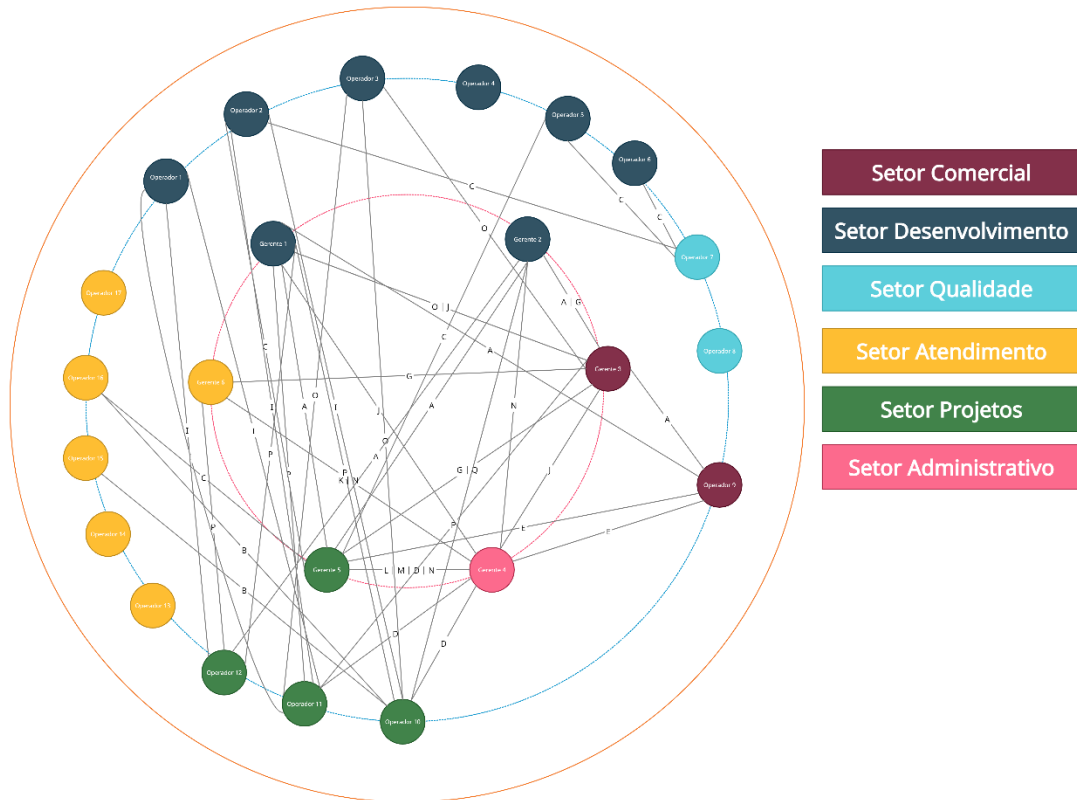 Operador 3
Operador 4
Operador 2
Operador 5
Operador 6
Operador 1
C
C
C
O
Gerente 1
Gerente 2
Operador 7
Operador 17
A | G
O | J
C
A
Operador 8
C
Gerente 3
Operador 16
Gerente 6
G
I
A
O
I
A
N
J
A
I
I
O
P
A
Operador 15
G | Q
J
P
C
K | N
Operador 9
P
P
E
E
Operador 14
B
Gerente 5
L | M | D | N
Gerente 4
B
Operador 13
D
D
Operador 12
Operador 11
Operador 10
Setor Comercial
Setor Desenvolvimento
Setor Qualidade
Setor Atendimento
Setor Projetos
Setor Administrativo